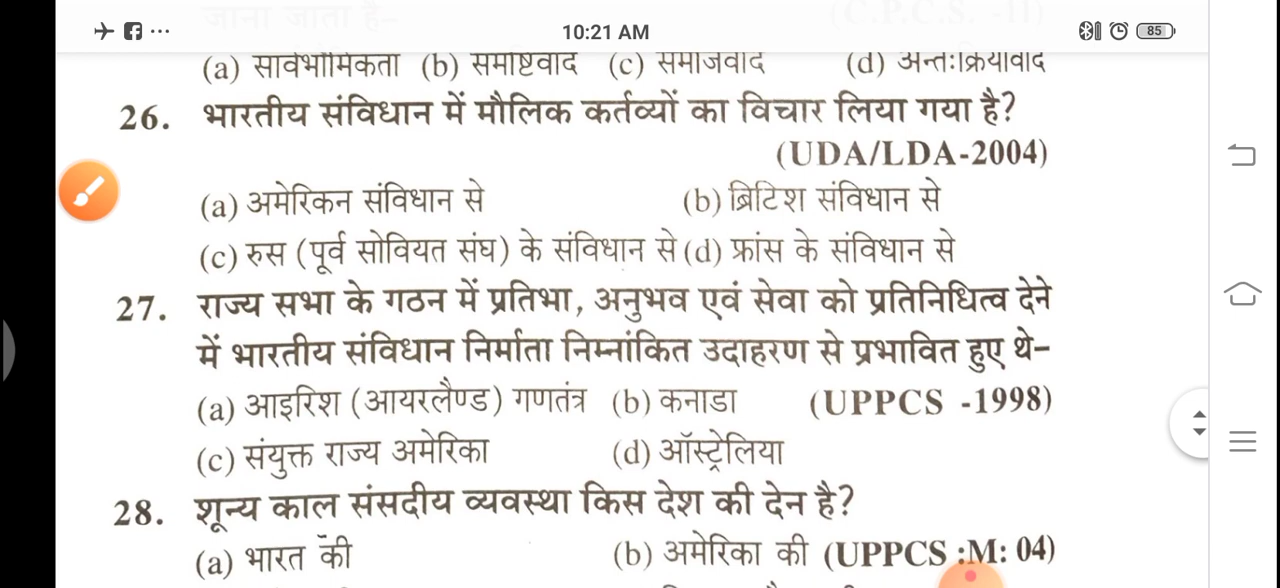 जाना जाता है– (C.P.C.S. -II)
10:21 AM 85
(a) सार्वभौमिकता (b) समष्टिवाद (c) समाजवाद (d) अन्तःक्रियावाद
26. भारतीय संविधान में मौलिक कर्तव्यों का विचार लिया गया है?
(UDA/LDA-2004)
(a) अमेरिकन संविधान से (b) ब्रिटिश संविधान से
(c) रुस (पूर्व सोवियत संघ) के संविधान से (d) फ्रांस के संविधान से
27. राज्य सभा के गठन में प्रतिभा, अनुभव एवं सेवा को प्रतिनिधित्व देने
में भारतीय संविधान निर्माता निम्नांकित उदाहरण से प्रभावित हुए थे–
(a) आइरिश (आयरलैण्ड) गणतंत्र (b) कनाडा (UPPCS -1998)
(c) संयुक्त राज्य अमेरिका (d) ऑस्ट्रेलिया
28. शून्य काल संसदीय व्यवस्था किस देश की देन है?
(a) भारत की (b) अमेरिका की (UPPCS :M: 04)